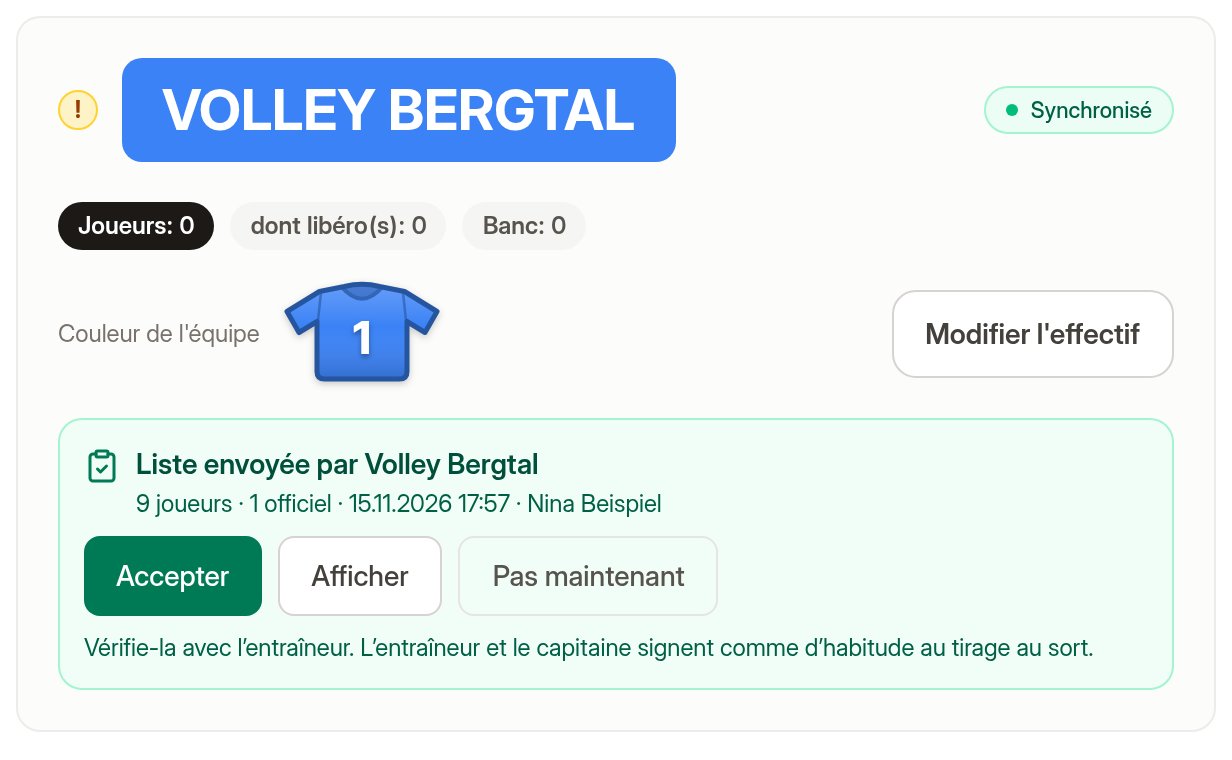 !
VOLLEY BERGTAL
Synchronisé
Joueurs: 0
dont libéro(s): 0
Banc: 0
Couleur de l'équipe
1
Modifier l'effectif
Liste envoyée par Volley Bergtal
9 joueurs · 1 officiel · 15.11.2026 17:57 · Nina Beispiel
Accepter
Afficher
Pas maintenant
Vérifie-la avec l’entraîneur. L’entraîneur et le capitaine signent comme d’habitude au tirage au sort.